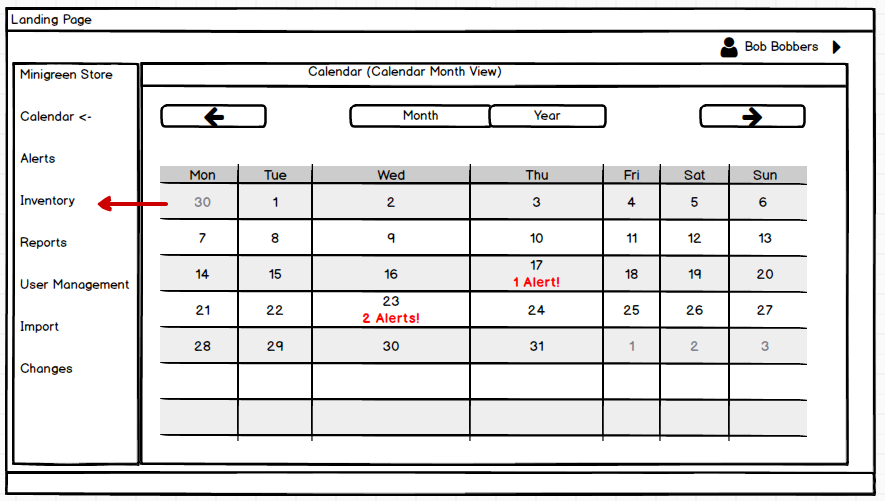 Landing Page
Bob Bobbers
Minigreen Store
Calendar <-
Alerts
Inventory
Reports
User Management
Import
Changes
Calendar (Calendar Month View)
Month Year
Mon Tue Wed Thu Fri Sat Sun
30 1 2 3 4 5 6
7 8 9 10 11 12 13
14 15 16 17 18 19 20
1 Alert!
21 22 23 24 25 26 27
2 Alerts!
28 29 30 31 1 2 3